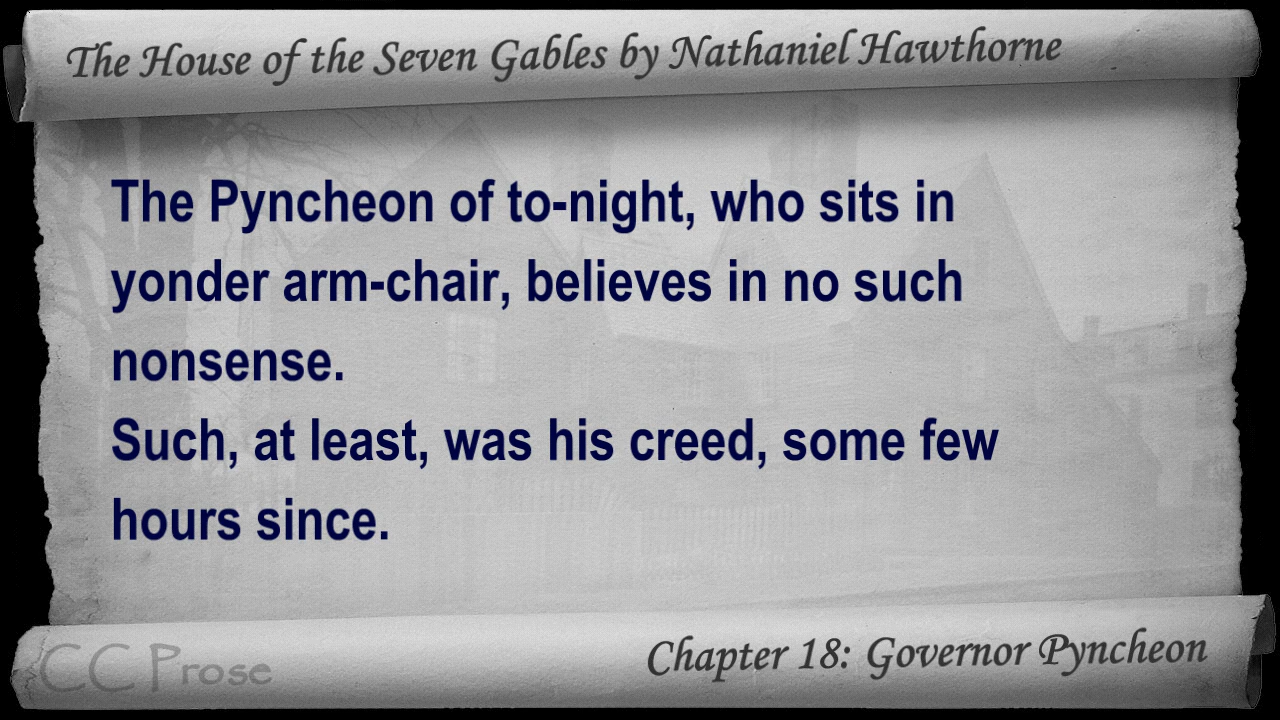 The House of the Seven Gables by Nathaniel Hawthorne
The Pyncheon of to-night, who sits in
yonder arm-chair, believes in no such
nonsense.
Such, at least, was his creed, some few
hours since.
CC Prose
Chapter 18: Governor Pyncheon